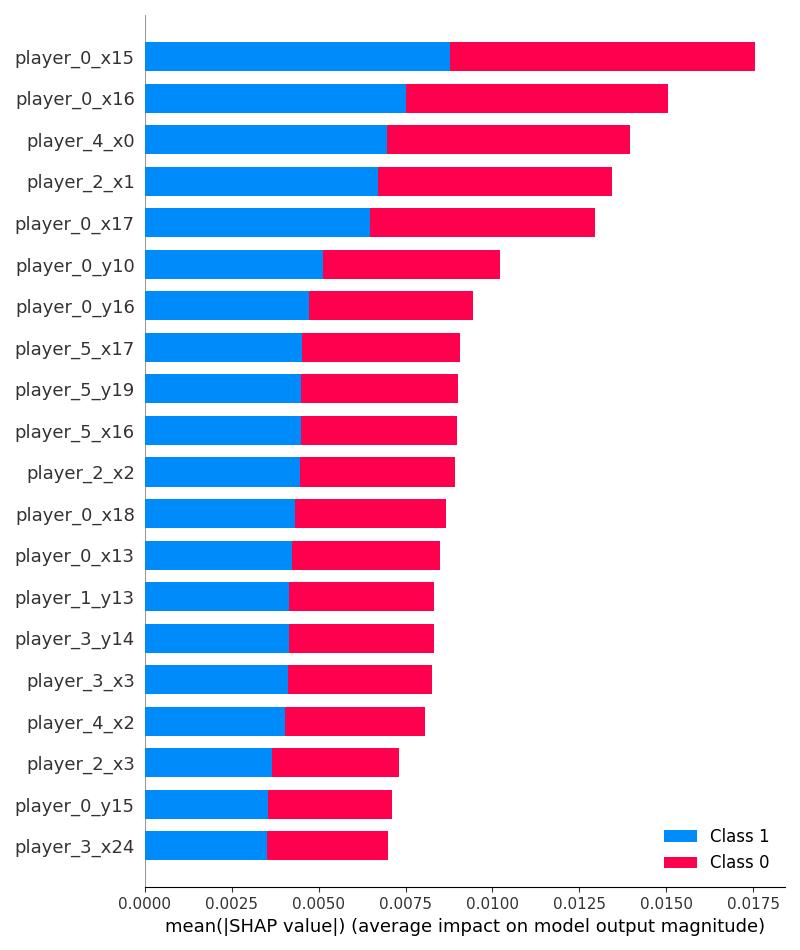 player_0_x15
player_0_x16
player_4_x0
player_2_x1
player_0_x17
player_0_y10
player_0_y16
player_5_x17
player_5_y19
player_5_x16
player_2_x2
player_0_x18
player_0_x13
player_1_y13
player_3_y14
player_3_x3
player_4_x2
player_2_x3
player_0_y15
player_3_x24
Class 1
Class 0
0.0000 0.0025 0.0050 0.0075 0.0100 0.0125 0.0150 0.0175
mean(|SHAP value|) (average impact on model output magnitude)